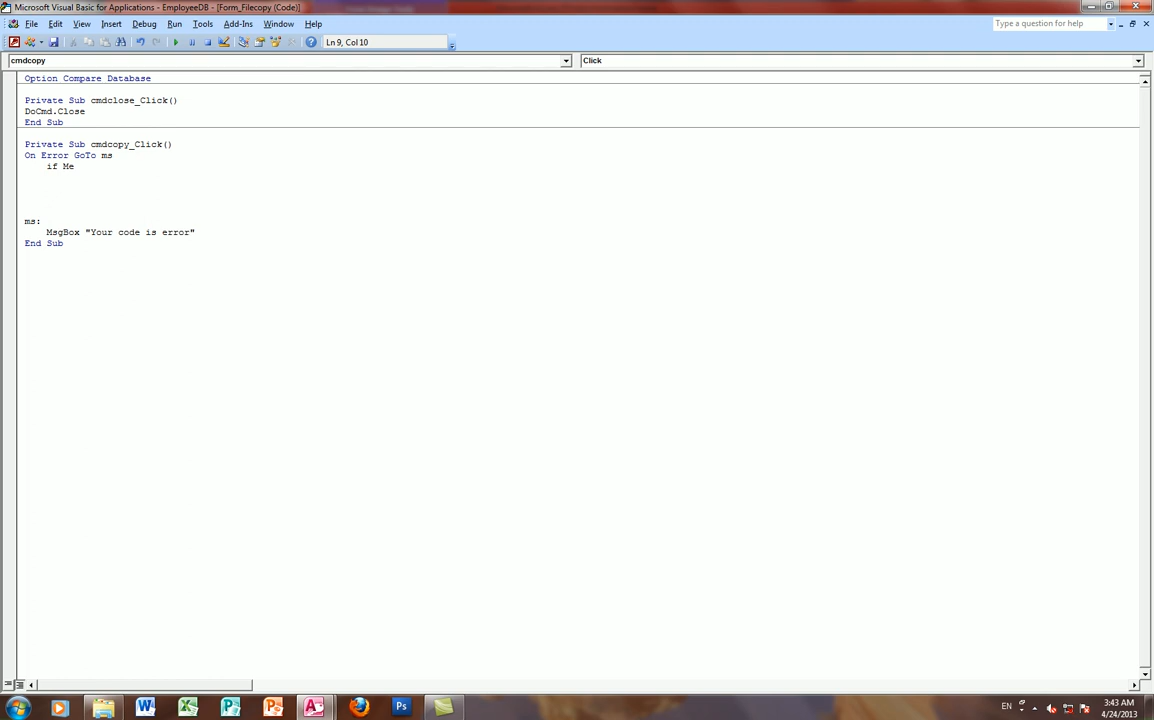 Microsoft Visual Basic for Applications - EmployeeDB - [Form_Filecopy (Code)]
File Edit View Insert Debug Run Tools Add-Ins Window Help
Type a question for help
Ln 9, Col 10
cmdcopy
Click
Option Compare Database
Private Sub cmdclose_Click()
DoCmd.Close
End Sub
Private Sub cmdcopy_Click()
On Error GoTo ms
if Me
ms:
MsgBox "Your code is error"
End Sub
EN
3:43 AM
4/24/2013